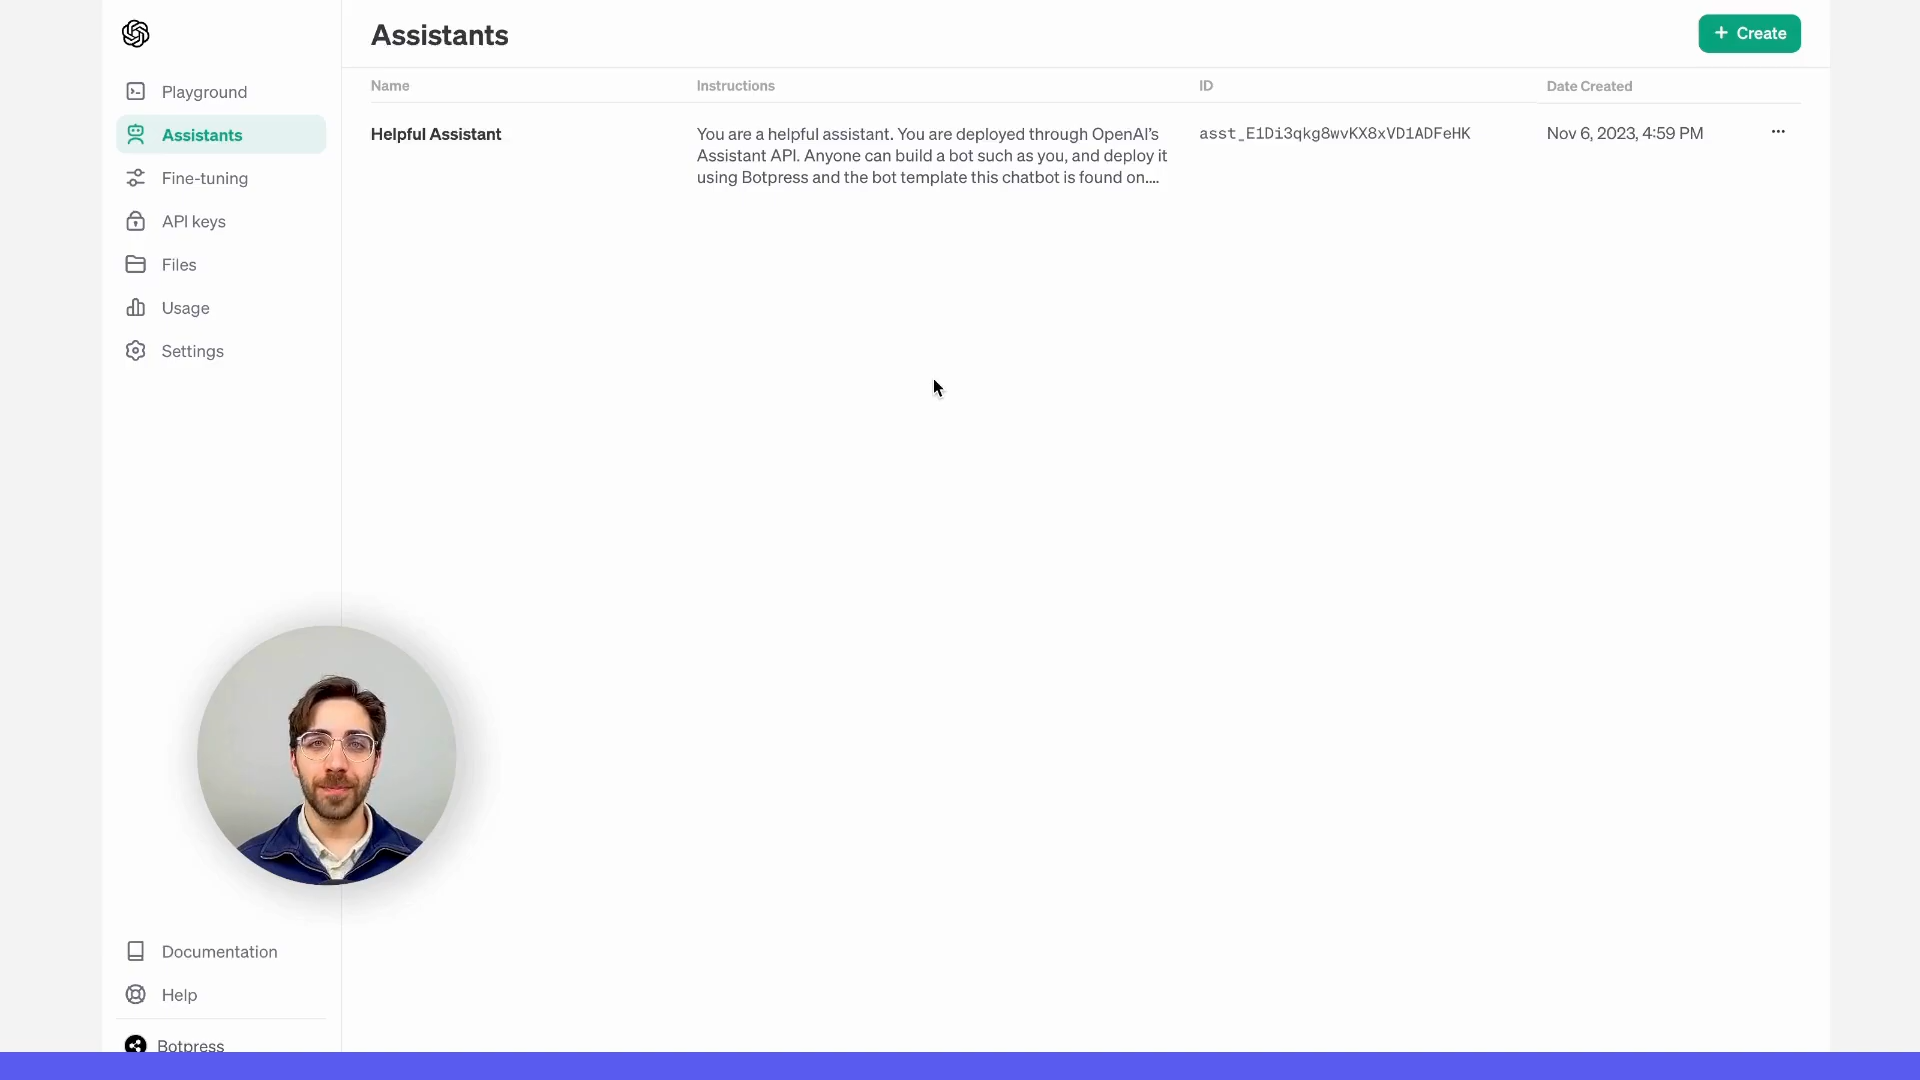 Playground
Assistants
Fine-tuning
API keys
Files
Usage
Settings
Documentation
Help
Botpress
Assistants
+ Create
Name
Instructions
ID
Date Created
Helpful Assistant
You are a helpful assistant. You are deployed through OpenAI's
Assistant API. Anyone can build a bot such as you, and deploy it
using Botpress and the bot template this chatbot is found on....
asst_E1Di3qkg8wvKX8xVD1ADFeHK
Nov 6, 2023, 4:59 PM